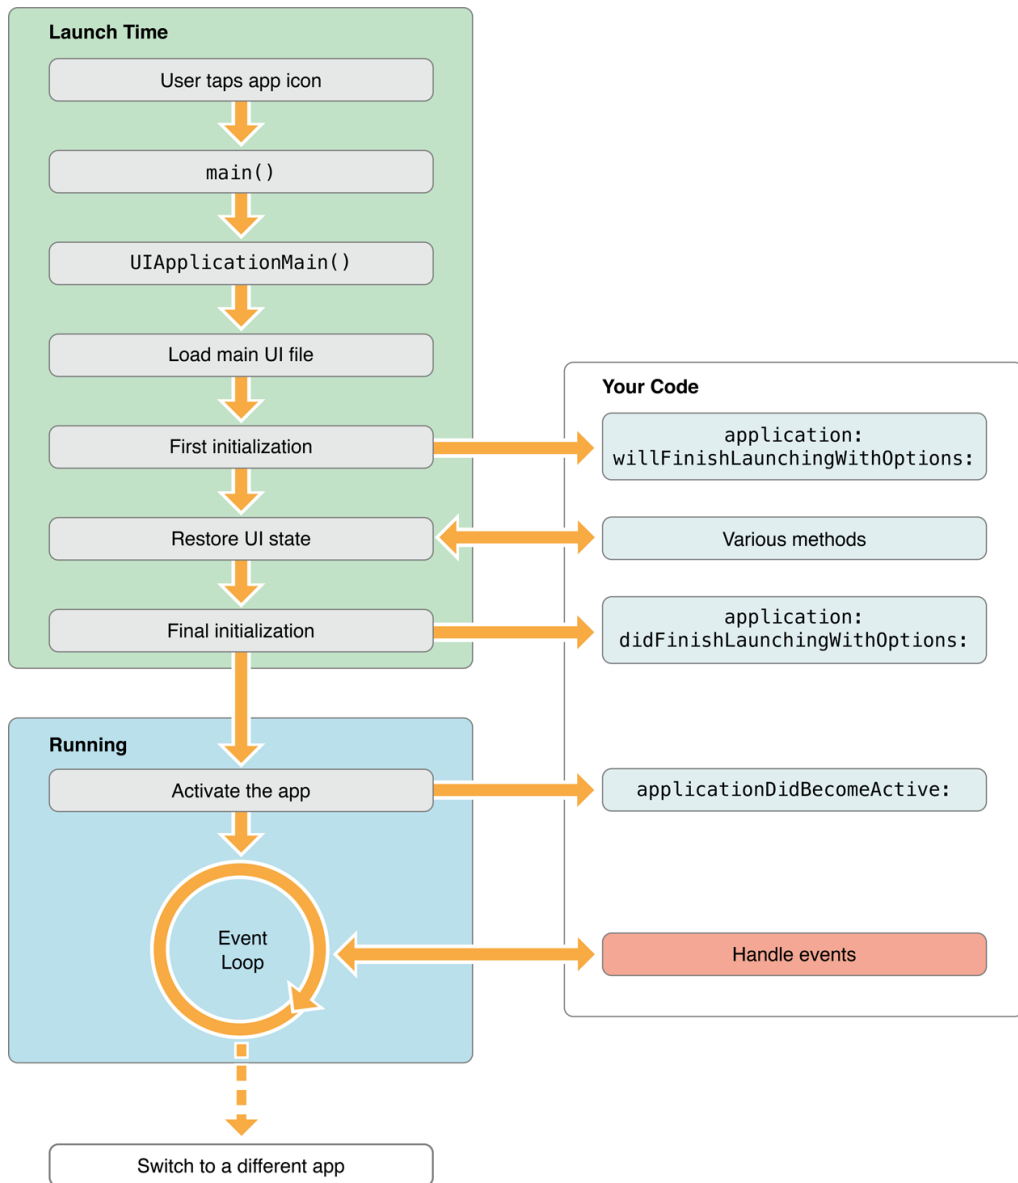 Launch Time
User taps app icon
main()
UIApplicationMain()
Load main UI file
First initialization
Restore UI state
Final initialization
Your Code
application:
willFinishLaunchingWithOptions:
Various methods
application:
didFinishLaunchingWithOptions:
Running
Activate the app
applicationDidBecomeActive:
Event
Loop
Handle events
Switch to a different app